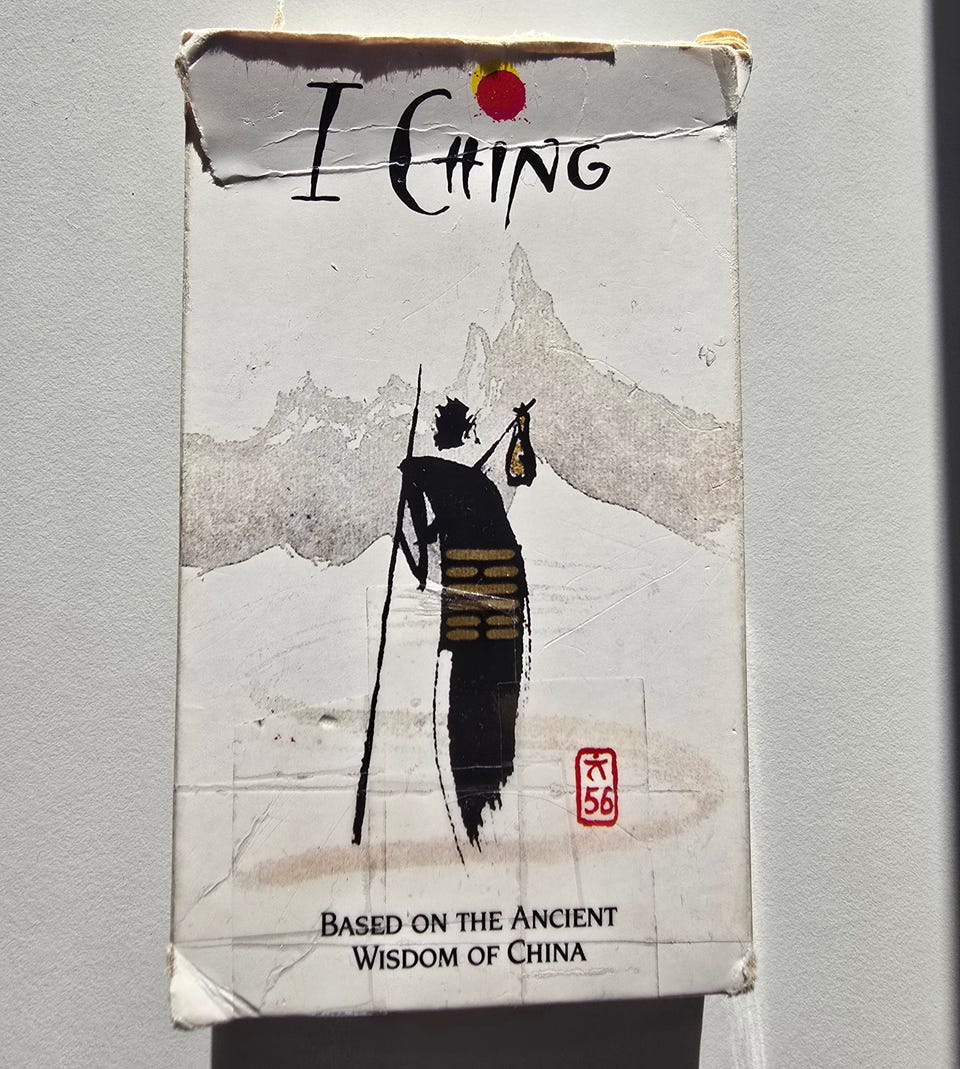 I Ching
56
Based on the Ancient
Wisdom of China